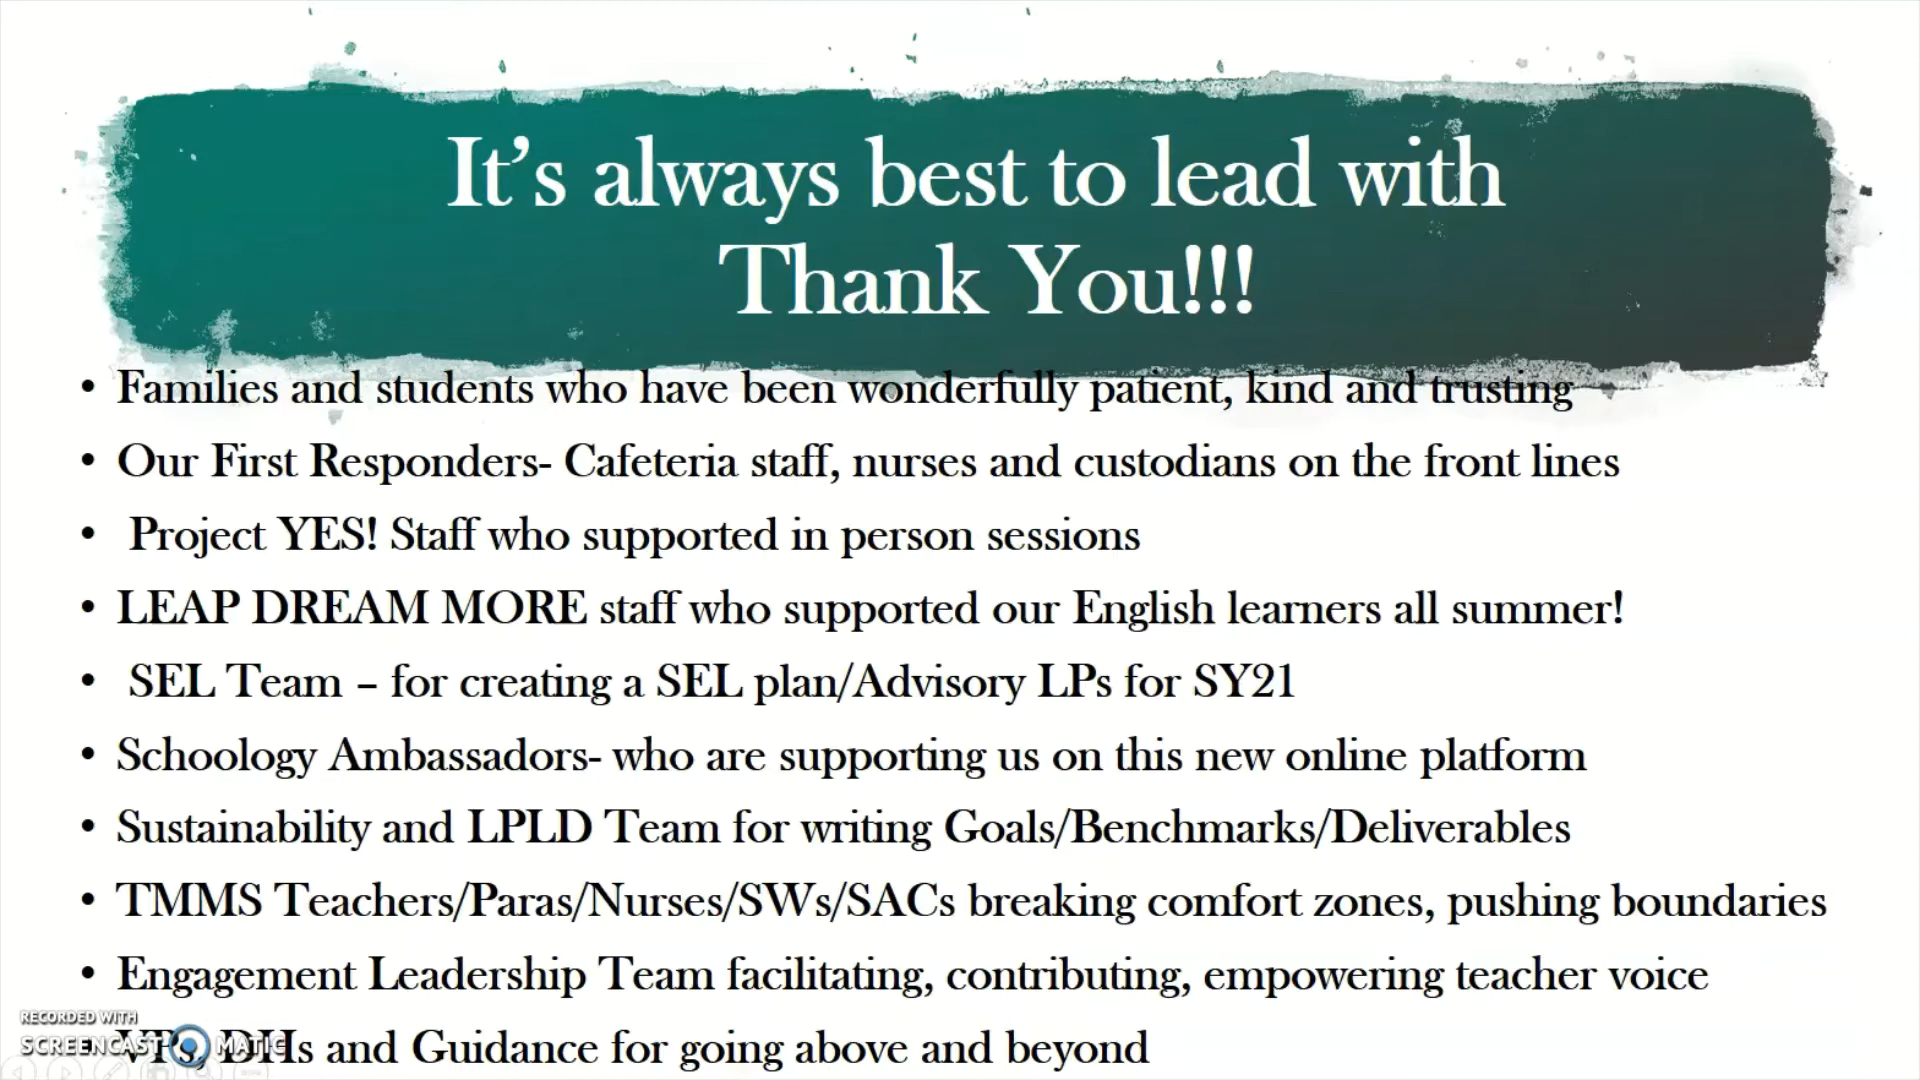 It’s always best to lead with
Thank You!!!
• Families and students who have been wonderfully patient, kind and trusting
• Our First Responders- Cafeteria staff, nurses and custodians on the front lines
• Project YES! Staff who supported in person sessions
• LEAP DREAM MORE staff who supported our English learners all summer!
• SEL Team – for creating a SEL plan/Advisory LPs for SY21
• Schoology Ambassadors- who are supporting us on this new online platform
• Sustainability and LPLD Team for writing Goals/Benchmarks/Deliverables
• TMMS Teachers/Paras/Nurses/SWs/SACs breaking comfort zones, pushing boundaries
• Engagement Leadership Team facilitating, contributing, empowering teacher voice
• VPs, DHs and Guidance for going above and beyond
RECORDED WITH
SCREENCAST MATIC